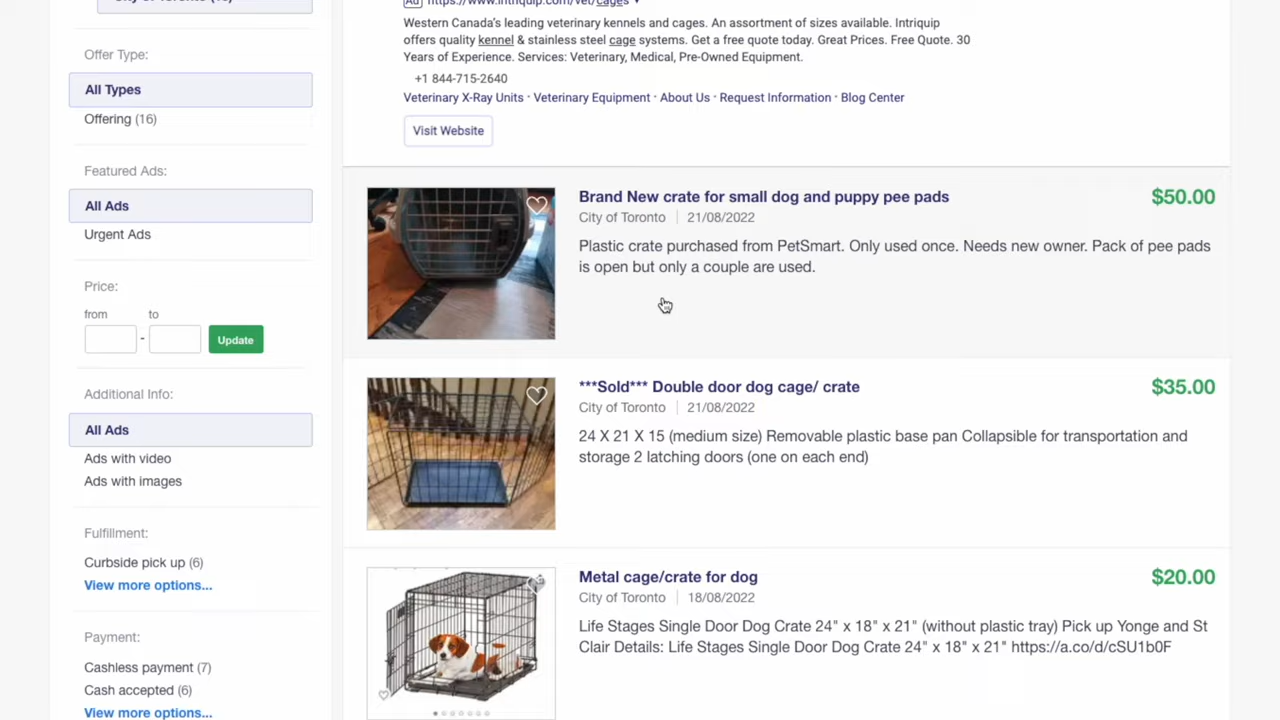 Ad https://www.intriquip.com/vet/cages
Western Canada's leading veterinary kennels and cages. An assortment of sizes available. Intriquip
offers quality kennel & stainless steel cage systems. Get a free quote today. Great Prices. Free Quote. 30
Years of Experience. Services: Veterinary, Medical, Pre-Owned Equipment.
+1 844-715-2640
Veterinary X-Ray Units · Veterinary Equipment · About Us · Request Information · Blog Center
Visit Website
Offer Type:
All Types
Offering (16)
Featured Ads:
All Ads
Urgent Ads
Price:
from to
- Update
Additional Info:
All Ads
Ads with video
Ads with images
Fulfillment:
Curbside pick up (6)
View more options...
Payment:
Cashless payment (7)
Cash accepted (6)
View more options...
Brand New crate for small dog and puppy pee pads $50.00
City of Toronto | 21/08/2022
Plastic crate purchased from PetSmart. Only used once. Needs new owner. Pack of pee pads
is open but only a couple are used.
***Sold*** Double door dog cage/ crate $35.00
City of Toronto | 21/08/2022
24 X 21 X 15 (medium size) Removable plastic base pan Collapsible for transportation and
storage 2 latching doors (one on each end)
Metal cage/crate for dog $20.00
City of Toronto | 18/08/2022
Life Stages Single Door Dog Crate 24" x 18" x 21" (without plastic tray) Pick up Yonge and St
Clair Details: Life Stages Single Door Dog Crate 24" x 18" x 21" https://a.co/d/cSU1b0F